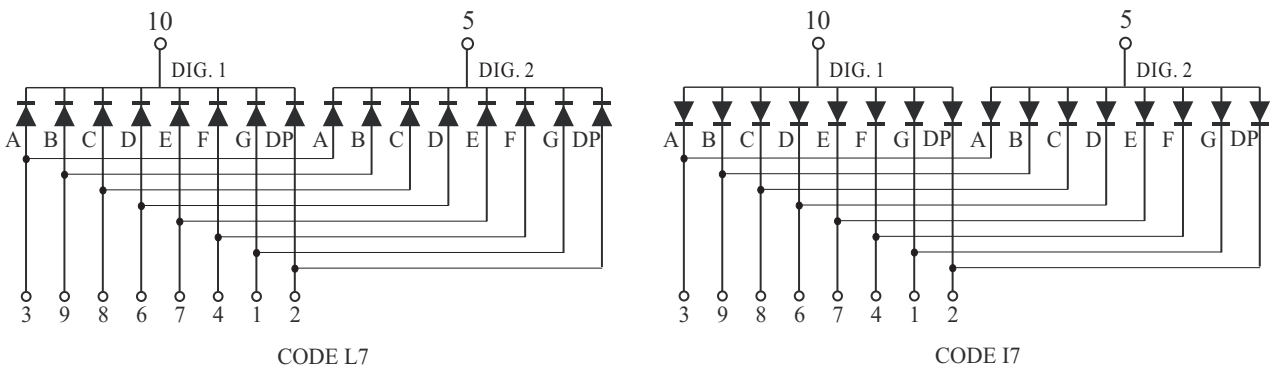 10 5
DIG. 1 DIG. 2
A B C D E F G DP A B C D E F G DP
3 9 8 6 7 4 1 2
CODE L7
10 5
DIG. 1 DIG. 2
A B C D E F G DP A B C D E F G DP
3 9 8 6 7 4 1 2
CODE I7